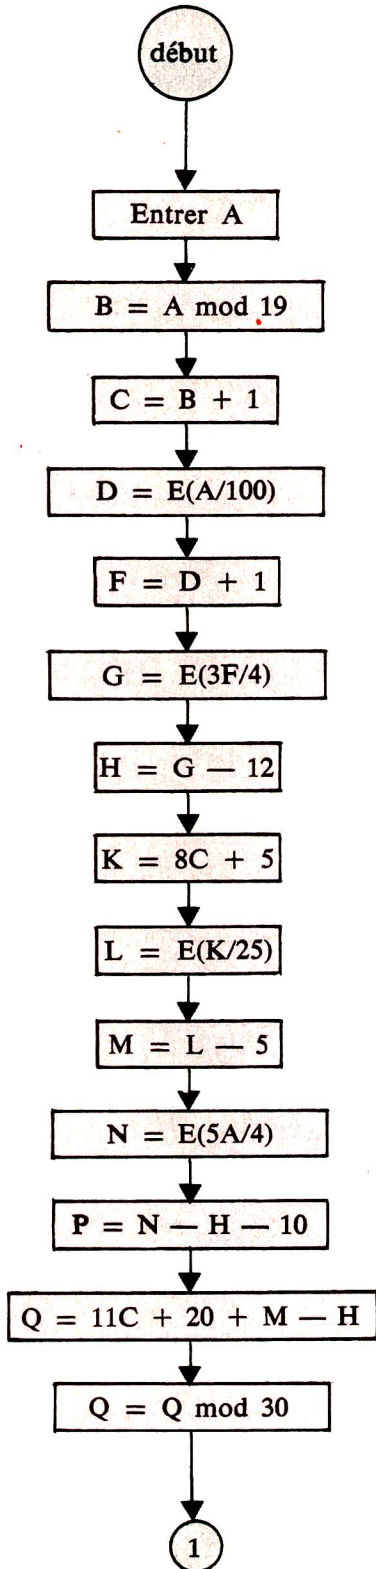 début
Entrer A
B = A mod 19
C = B + 1
D = E(A/100)
F = D + 1
G = E(3F/4)
H = G — 12
K = 8C + 5
L = E(K/25)
M = L — 5
N = E(5A/4)
P = N — H — 10
Q = 11C + 20 + M — H
Q = Q mod 30
1